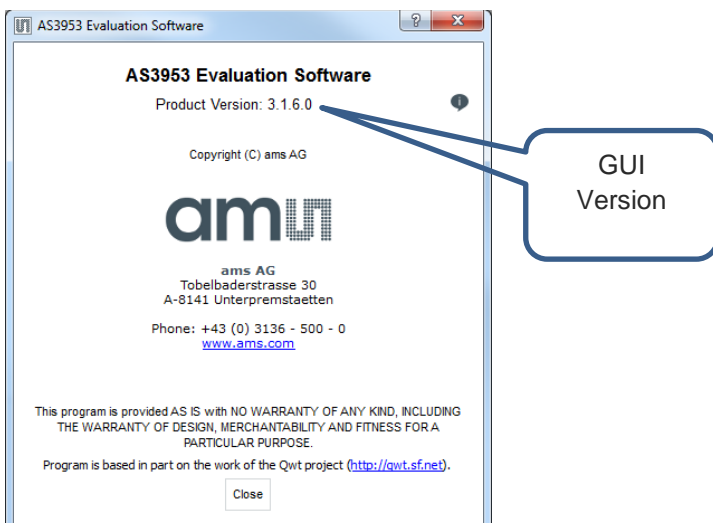 AS3953 Evaluation Software
AS3953 Evaluation Software
Product Version: 3.1.6.0
Copyright (C) ams AG
GUI
Version
amu
ams AG
Tobelbaderstrasse 30
A-8141 Unterpremstaetten
Phone: +43 (0) 3136 - 500 - 0
www.ams.com
This program is provided AS IS with NO WARRANTY OF ANY KIND, INCLUDING
THE WARRANTY OF DESIGN, MERCHANTABILITY AND FITNESS FOR A
PARTICULAR PURPOSE.
Program is based in part on the work of the Qwt project (http://qwt.sf.net).
Close